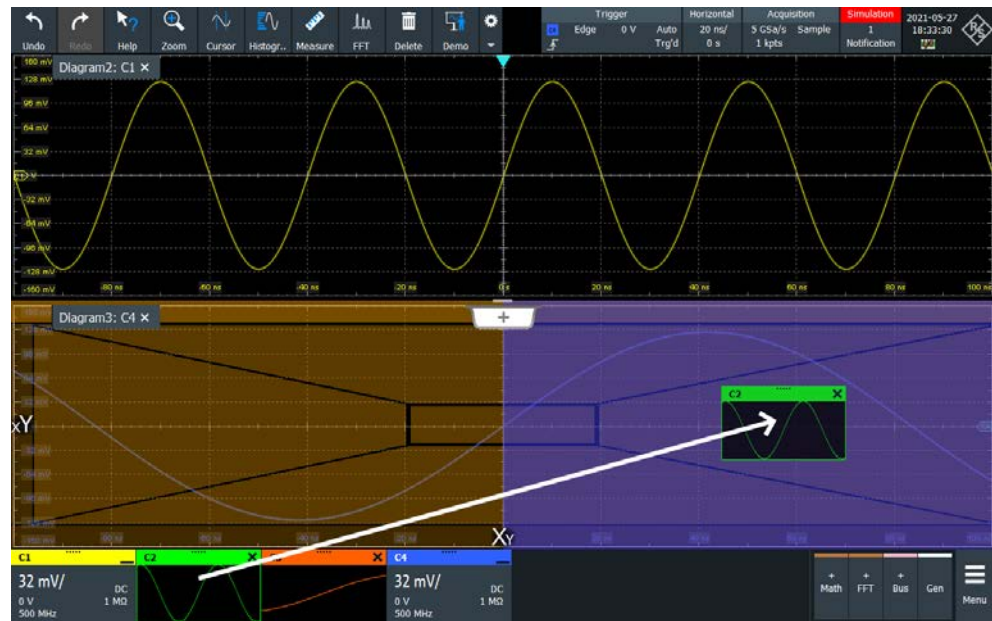 Undo Redo Help Zoom Cursor Histogr.. Measure FFT Delete Demo
Trigger
Edge 0 V Auto
Trg'd
Horizontal
20 ns/
0 s
Acquisition
5 GSa/s Sample
1 kpts
Simulation
1
Notification
2021-05-27
18:33:30
R&S
160 mV
Diagram2: C1 ×
128 mV
96 mV
64 mV
32 mV
C1 V
-32 mV
-64 mV
-96 mV
-128 mV
-160 mV
-80 ns -60 ns -40 ns -20 ns 0 s 20 ns 40 ns 60 ns 80 ns 100 ns
Diagram3: C4 ×
+
C2 X
XY
XY
C1
32 mV/
DC
0 V 1 MΩ
500 MHz
C2 X
X
C4
32 mV/
DC
0 V 1 MΩ
500 MHz
+ Math
+ FFT
+ Bus
Gen
Menu